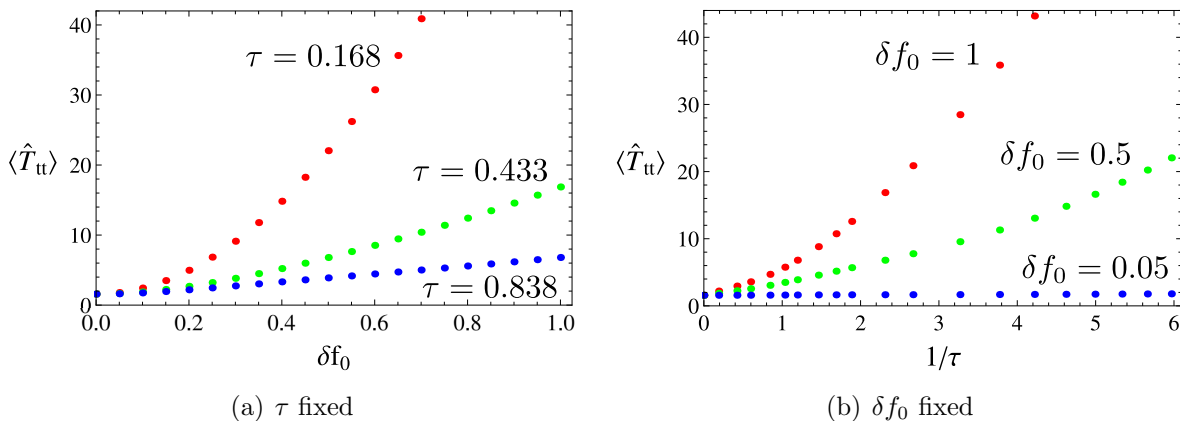 40
30
20
10
0
⟨T̂tt⟩
τ = 0.168
τ = 0.433
τ = 0.838
0.0 0.2 0.4 0.6 0.8 1.0
δf₀
(a) τ fixed
40
30
20
10
0
⟨T̂tt⟩
δf₀ = 1
δf₀ = 0.5
δf₀ = 0.05
0 1 2 3 4 5 6
1/τ
(b) δf₀ fixed